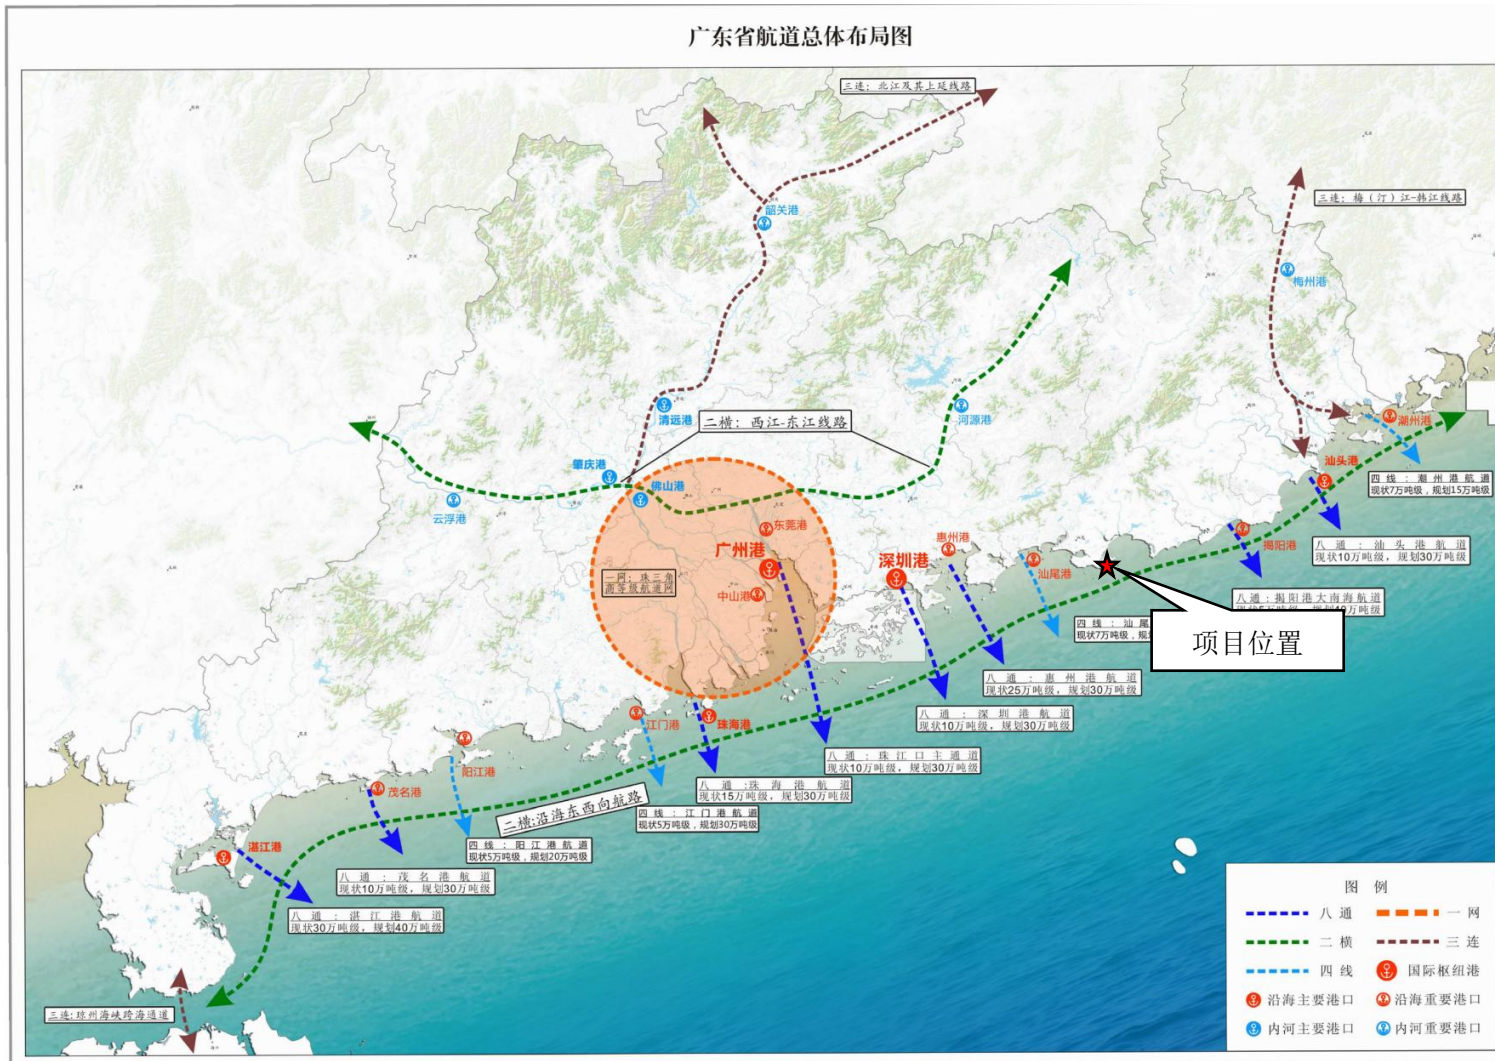 广东省航道总体布局图
三连：北江及其上延线路
韶关港
三连：梅（汀）江-韩江线路
梅州港
清远港
二横：西江-东江线路
河源港
潮州港
肇庆港
佛山港
云浮港
汕头港
四线：潮州港航道
现状7万吨级，规划15万吨级
东莞港
广州港
惠州港
深圳港
汕尾港
揭阳港
八通：汕头港航道
现状10万吨级，规划30万吨级
一网：珠三角
高等级航道网
中山港
八通：揭阳港大南海航道
四线：汕尾
现状7万吨级，规
项目位置
八通：惠州港航道
现状25万吨级，规划30万吨级
八通：深圳港航道
现状10万吨级，规划30万吨级
江门港
珠海港
八通：珠江口主通道
现状10万吨级，规划30万吨级
阳江港
茂名港
八通：珠海港航道
现状15万吨级，规划30万吨级
二横:沿海东西向航路
四线：江门港航道
现状5万吨级，规划30万吨级
湛江港
四线：阳江港航道
现状5万吨级，规划20万吨级
八通：茂名港航道
现状10万吨级，规划30万吨级
八通：湛江港航道
现状30万吨级，规划40万吨级
三连:琼州海峡跨海通道
图例
八通 一网
二横 三连
四线 国际枢纽港
沿海主要港口 沿海重要港口
内河主要港口 内河重要港口